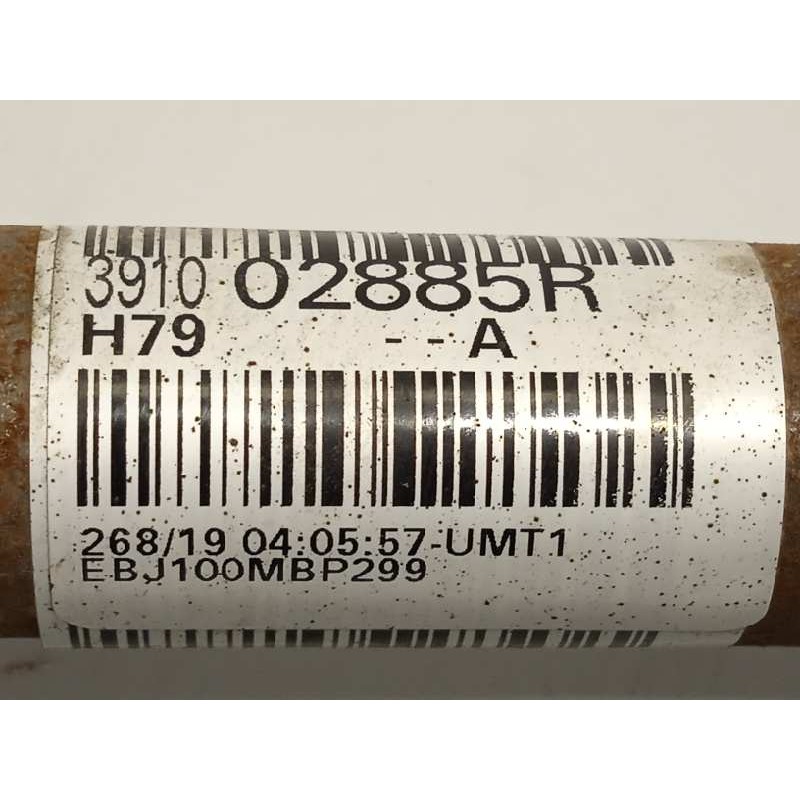 3910 02885R
H79 --A
268/19 04:05:57-UMT1
EBJ100MBP299